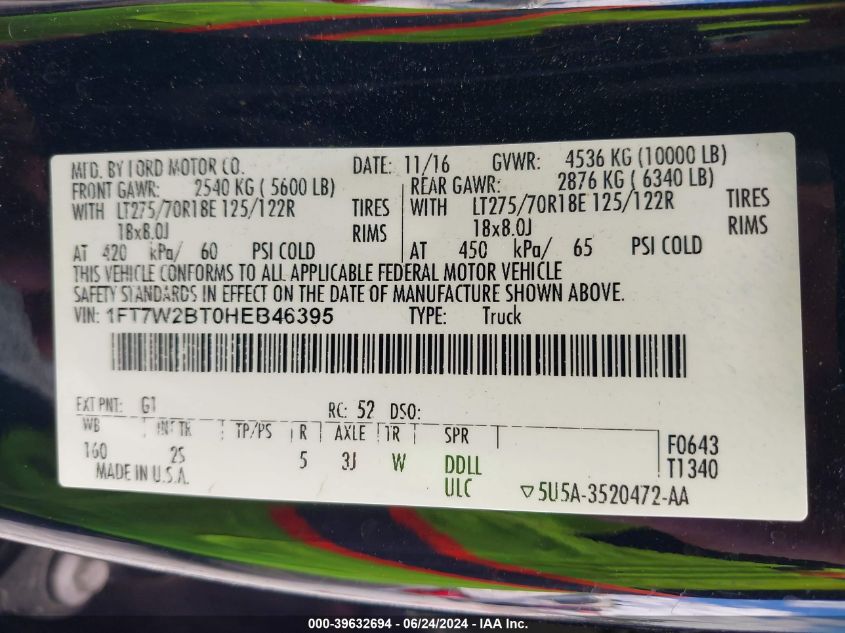 MFD. BY FORD MOTOR CO. DATE: 11/16 GVWR: 4536 KG (10000 LB)
FRONT GAWR: 2540 KG ( 5600 LB) REAR GAWR: 2876 KG ( 6340 LB)
WITH LT275/70R18E 125/122R TIRES WITH LT275/70R18E 125/122R TIRES
18x8.0J RIMS 18x8.0J RIMS
AT 420 kPa/ 60 PSI COLD AT 450 kPa/ 65 PSI COLD
THIS VEHICLE CONFORMS TO ALL APPLICABLE FEDERAL MOTOR VEHICLE
SAFETY STANDARDS IN EFFECT ON THE DATE OF MANUFACTURE SHOWN ABOVE.
VIN: 1FT7W2BT0HEB46395 TYPE: Truck
EXT PNT: G1 RC: 52 DSO:
WB INT TR TP/PS R AXLE TR SPR F0643
160 2S 5 3J W DDLL T1340
MADE IN U.S.A. ULC ▽5U5A-3520472-AA
000-39632694 - 06/24/2024 - IAA Inc.